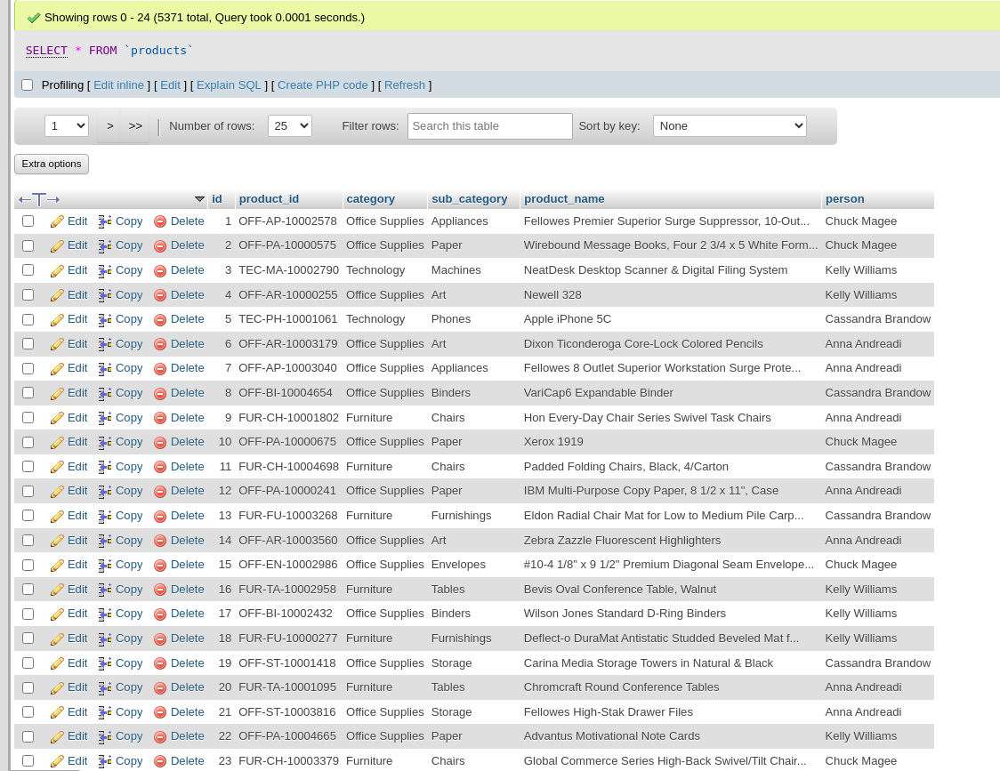 Showing rows 0 - 24 (5371 total, Query took 0.0001 seconds.)
SELECT * FROM `products`
Profiling [ Edit inline ] [ Edit ] [ Explain SQL ] [ Create PHP code ] [ Refresh ]
1 > >> | Number of rows: 25 Filter rows: Search this table Sort by key: None
Extra options
←T→ id product_id category sub_category product_name person
Edit Copy Delete 1 OFF-AP-10002578 Office Supplies Appliances Fellowes Premier Superior Surge Suppressor, 10-Out... Chuck Magee
Edit Copy Delete 2 OFF-PA-10000575 Office Supplies Paper Wirebound Message Books, Four 2 3/4 x 5 White Form... Chuck Magee
Edit Copy Delete 3 TEC-MA-10002790 Technology Machines NeatDesk Desktop Scanner & Digital Filing System Kelly Williams
Edit Copy Delete 4 OFF-AR-10000255 Office Supplies Art Newell 328 Kelly Williams
Edit Copy Delete 5 TEC-PH-10001061 Technology Phones Apple iPhone 5C Cassandra Brandow
Edit Copy Delete 6 OFF-AR-10003179 Office Supplies Art Dixon Ticonderoga Core-Lock Colored Pencils Anna Andreadi
Edit Copy Delete 7 OFF-AP-10003040 Office Supplies Appliances Fellowes 8 Outlet Superior Workstation Surge Prote... Anna Andreadi
Edit Copy Delete 8 OFF-BI-10004654 Office Supplies Binders VariCap6 Expandable Binder Cassandra Brandow
Edit Copy Delete 9 FUR-CH-10001802 Furniture Chairs Hon Every-Day Chair Series Swivel Task Chairs Anna Andreadi
Edit Copy Delete 10 OFF-PA-10000675 Office Supplies Paper Xerox 1919 Chuck Magee
Edit Copy Delete 11 FUR-CH-10004698 Furniture Chairs Padded Folding Chairs, Black, 4/Carton Cassandra Brandow
Edit Copy Delete 12 OFF-PA-10000241 Office Supplies Paper IBM Multi-Purpose Copy Paper, 8 1/2 x 11", Case Anna Andreadi
Edit Copy Delete 13 FUR-FU-10003268 Furniture Furnishings Eldon Radial Chair Mat for Low to Medium Pile Carp... Cassandra Brandow
Edit Copy Delete 14 OFF-AR-10003560 Office Supplies Art Zebra Zazzle Fluorescent Highlighters Anna Andreadi
Edit Copy Delete 15 OFF-EN-10002986 Office Supplies Envelopes #10-4 1/8" x 9 1/2" Premium Diagonal Seam Envelope... Chuck Magee
Edit Copy Delete 16 FUR-TA-10002958 Furniture Tables Bevis Oval Conference Table, Walnut Kelly Williams
Edit Copy Delete 17 OFF-BI-10002432 Office Supplies Binders Wilson Jones Standard D-Ring Binders Kelly Williams
Edit Copy Delete 18 FUR-FU-10000277 Furniture Furnishings Deflect-o DuraMat Antistatic Studded Beveled Mat f... Kelly Williams
Edit Copy Delete 19 OFF-ST-10001418 Office Supplies Storage Carina Media Storage Towers in Natural & Black Cassandra Brandow
Edit Copy Delete 20 FUR-TA-10001095 Furniture Tables Chromcraft Round Conference Tables Anna Andreadi
Edit Copy Delete 21 OFF-ST-10003816 Office Supplies Storage Fellowes High-Stak Drawer Files Anna Andreadi
Edit Copy Delete 22 OFF-PA-10004665 Office Supplies Paper Advantus Motivational Note Cards Kelly Williams
Edit Copy Delete 23 FUR-CH-10003379 Furniture Chairs Global Commerce Series High-Back Swivel/Tilt Chair... Chuck Magee